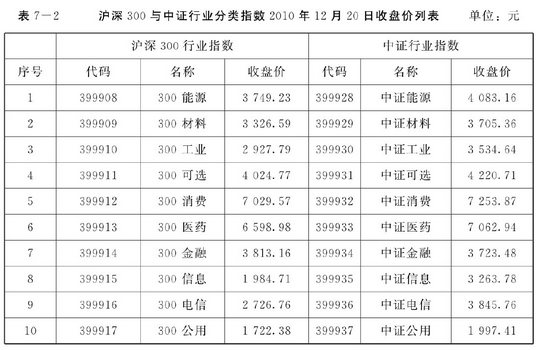 表 7—2 沪深 300 与中证行业分类指数 2010 年 12 月 20 日收盘价列表 单位：元
沪深 300 行业指数 中证行业指数
序号 代码 名称 收盘价 代码 名称 收盘价
1 399908 300 能源 3 749.23 399928 中证能源 4 083.16
2 399909 300 材料 3 326.59 399929 中证材料 3 705.36
3 399910 300 工业 2 927.79 399930 中证工业 3 534.64
4 399911 300 可选 4 024.77 399931 中证可选 4 220.71
5 399912 300 消费 7 029.57 399932 中证消费 7 253.87
6 399913 300 医药 6 598.98 399933 中证医药 7 062.94
7 399914 300 金融 3 813.16 399934 中证金融 3 723.48
8 399915 300 信息 1 984.71 399935 中证信息 3 263.78
9 399916 300 电信 2 726.76 399936 中证电信 3 845.76
10 399917 300 公用 1 722.38 399937 中证公用 1 997.41